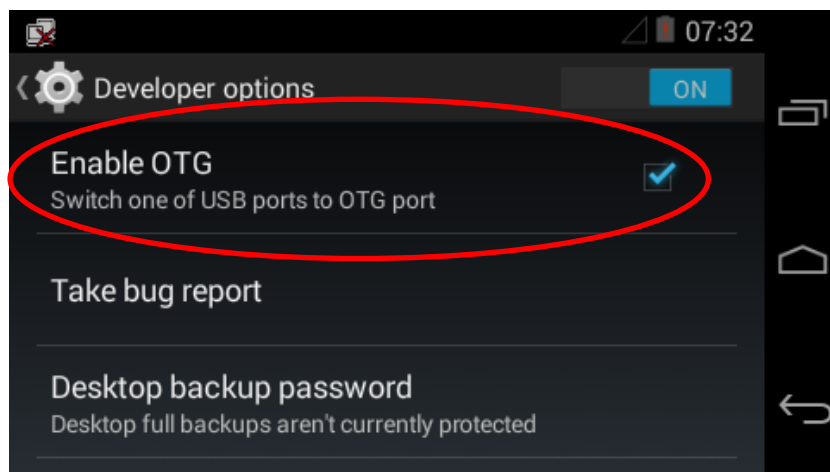 07:32
Developer options
ON
Enable OTG
Switch one of USB ports to OTG port
Take bug report
Desktop backup password
Desktop full backups aren't currently protected